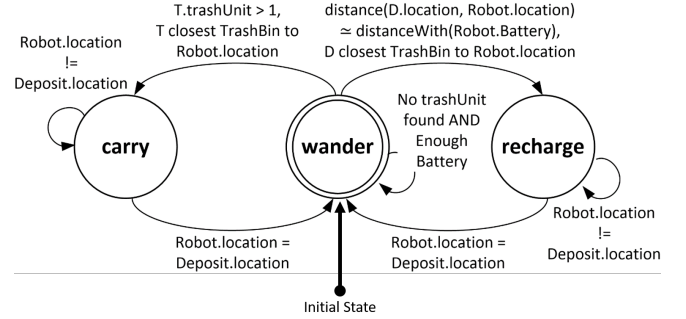 T.trashUnit > 1,
T closest TrashBin to
Robot.location
distance(D.location, Robot.location)
≃ distanceWith(Robot.Battery),
D closest TrashBin to Robot.location
Robot.location
!=
Deposit.location
No trashUnit
found AND
Enough
Battery
carry
wander
recharge
Robot.location
!=
Deposit.location
Robot.location =
Deposit.location
Robot.location =
Deposit.location
Initial State